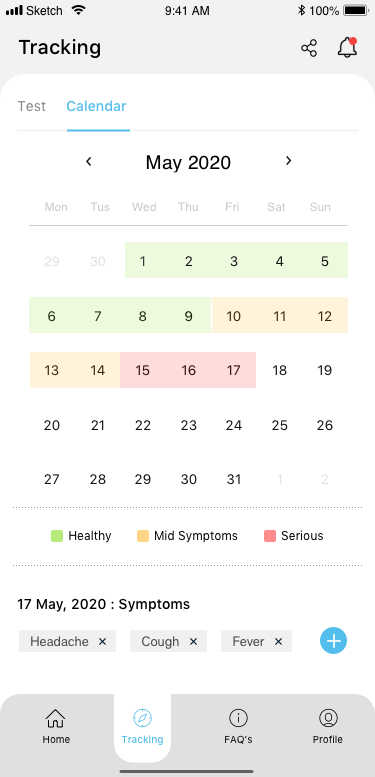 Sketch 9:41 AM 100%
Tracking
Test Calendar
‹ May 2020 ›
Mon Tus Wed Thu Fri Sat Sun
29 30 1 2 3 4 5
6 7 8 9 10 11 12
13 14 15 16 17 18 19
20 21 22 23 24 25 26
27 28 29 30 31 1 2
Healthy Mid Symptoms Serious
17 May, 2020 : Symptoms
Headache × Cough × Fever ×
Home Tracking FAQ's Profile